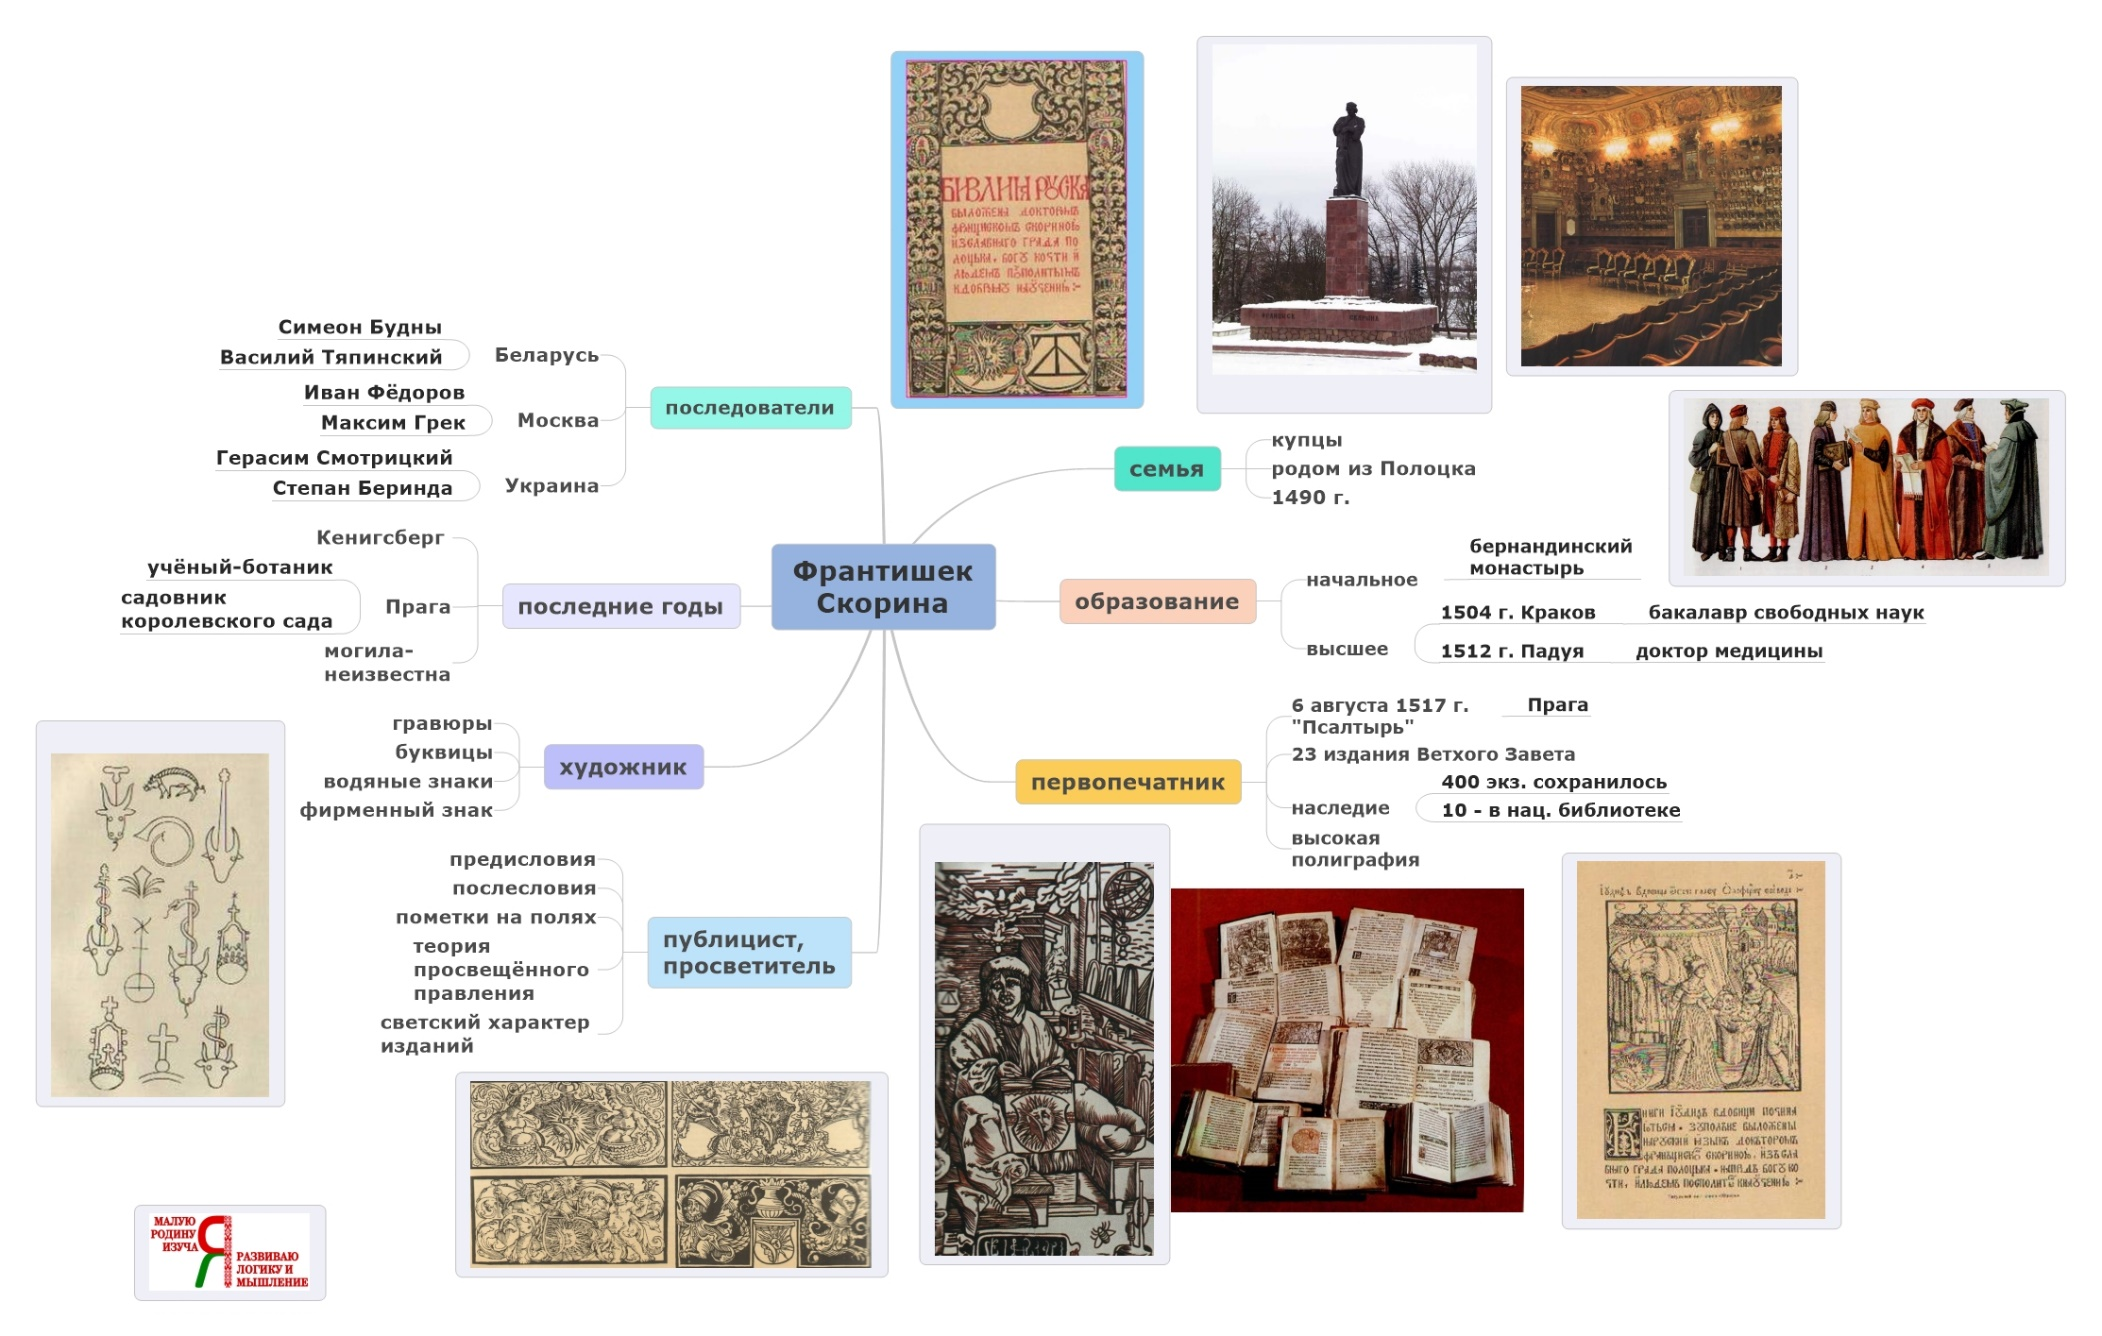 БИВЛИЯ РУСКА
Симеон Будны
Василий Тяпинский
Беларусь
Иван Фёдоров
Максим Грек
Москва
Герасим Смотрицкий
Степан Беринда
Украина
последователи
Кенигсберг
учёный-ботаник
садовник
королевского сада
Прага
могила-
неизвестна
последние годы
гравюры
буквицы
водяные знаки
фирменный знак
художник
предисловия
послесловия
пометки на полях
теория
просвещённого
правления
светский характер
изданий
публицист,
просветитель
Франтишек
Скорина
семья
купцы
родом из Полоцка
1490 г.
образование
начальное
бернандинский
монастырь
высшее
1504 г. Краков
бакалавр свободных наук
1512 г. Падуя
доктор медицины
первопечатник
6 августа 1517 г.
"Псалтырь"
Прага
23 издания Ветхого Завета
наследие
400 экз. сохранилось
10 - в нац. библиотеке
высокая
полиграфия
МАЛУЮ
РОДИНУ
ИЗУЧА
Я
РАЗВИВАЮ
ЛОГИКУ И
МЫШЛЕНИЕ